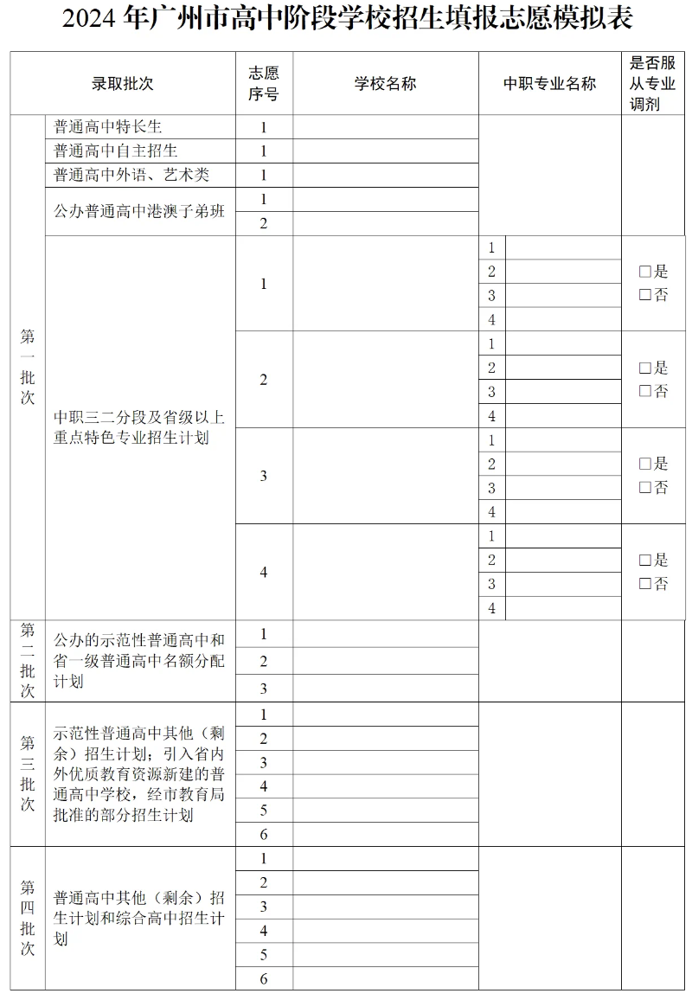 2024 年广州市高中阶段学校招生填报志愿模拟表
录取批次
志愿
序号
学校名称
中职专业名称
是否服
从专业
调剂
第
一
批
次
普通高中特长生
1
普通高中自主招生
1
普通高中外语、艺术类
1
公办普通高中港澳子弟班
1
2
中职三二分段及省级以上
重点特色专业招生计划
1
1
2
3
4
□是
□否
2
1
2
3
4
□是
□否
3
1
2
3
4
□是
□否
4
1
2
3
4
□是
□否
第
二
批
次
公办的示范性普通高中和
省一级普通高中名额分配
计划
1
2
3
第
三
批
次
示范性普通高中其他（剩
余）招生计划；引入省内
外优质教育资源新建的普
通高中学校，经市教育局
批准的部分招生计划
1
2
3
4
5
6
第
四
批
次
普通高中其他（剩余）招
生计划和综合高中招生计
划
1
2
3
4
5
6